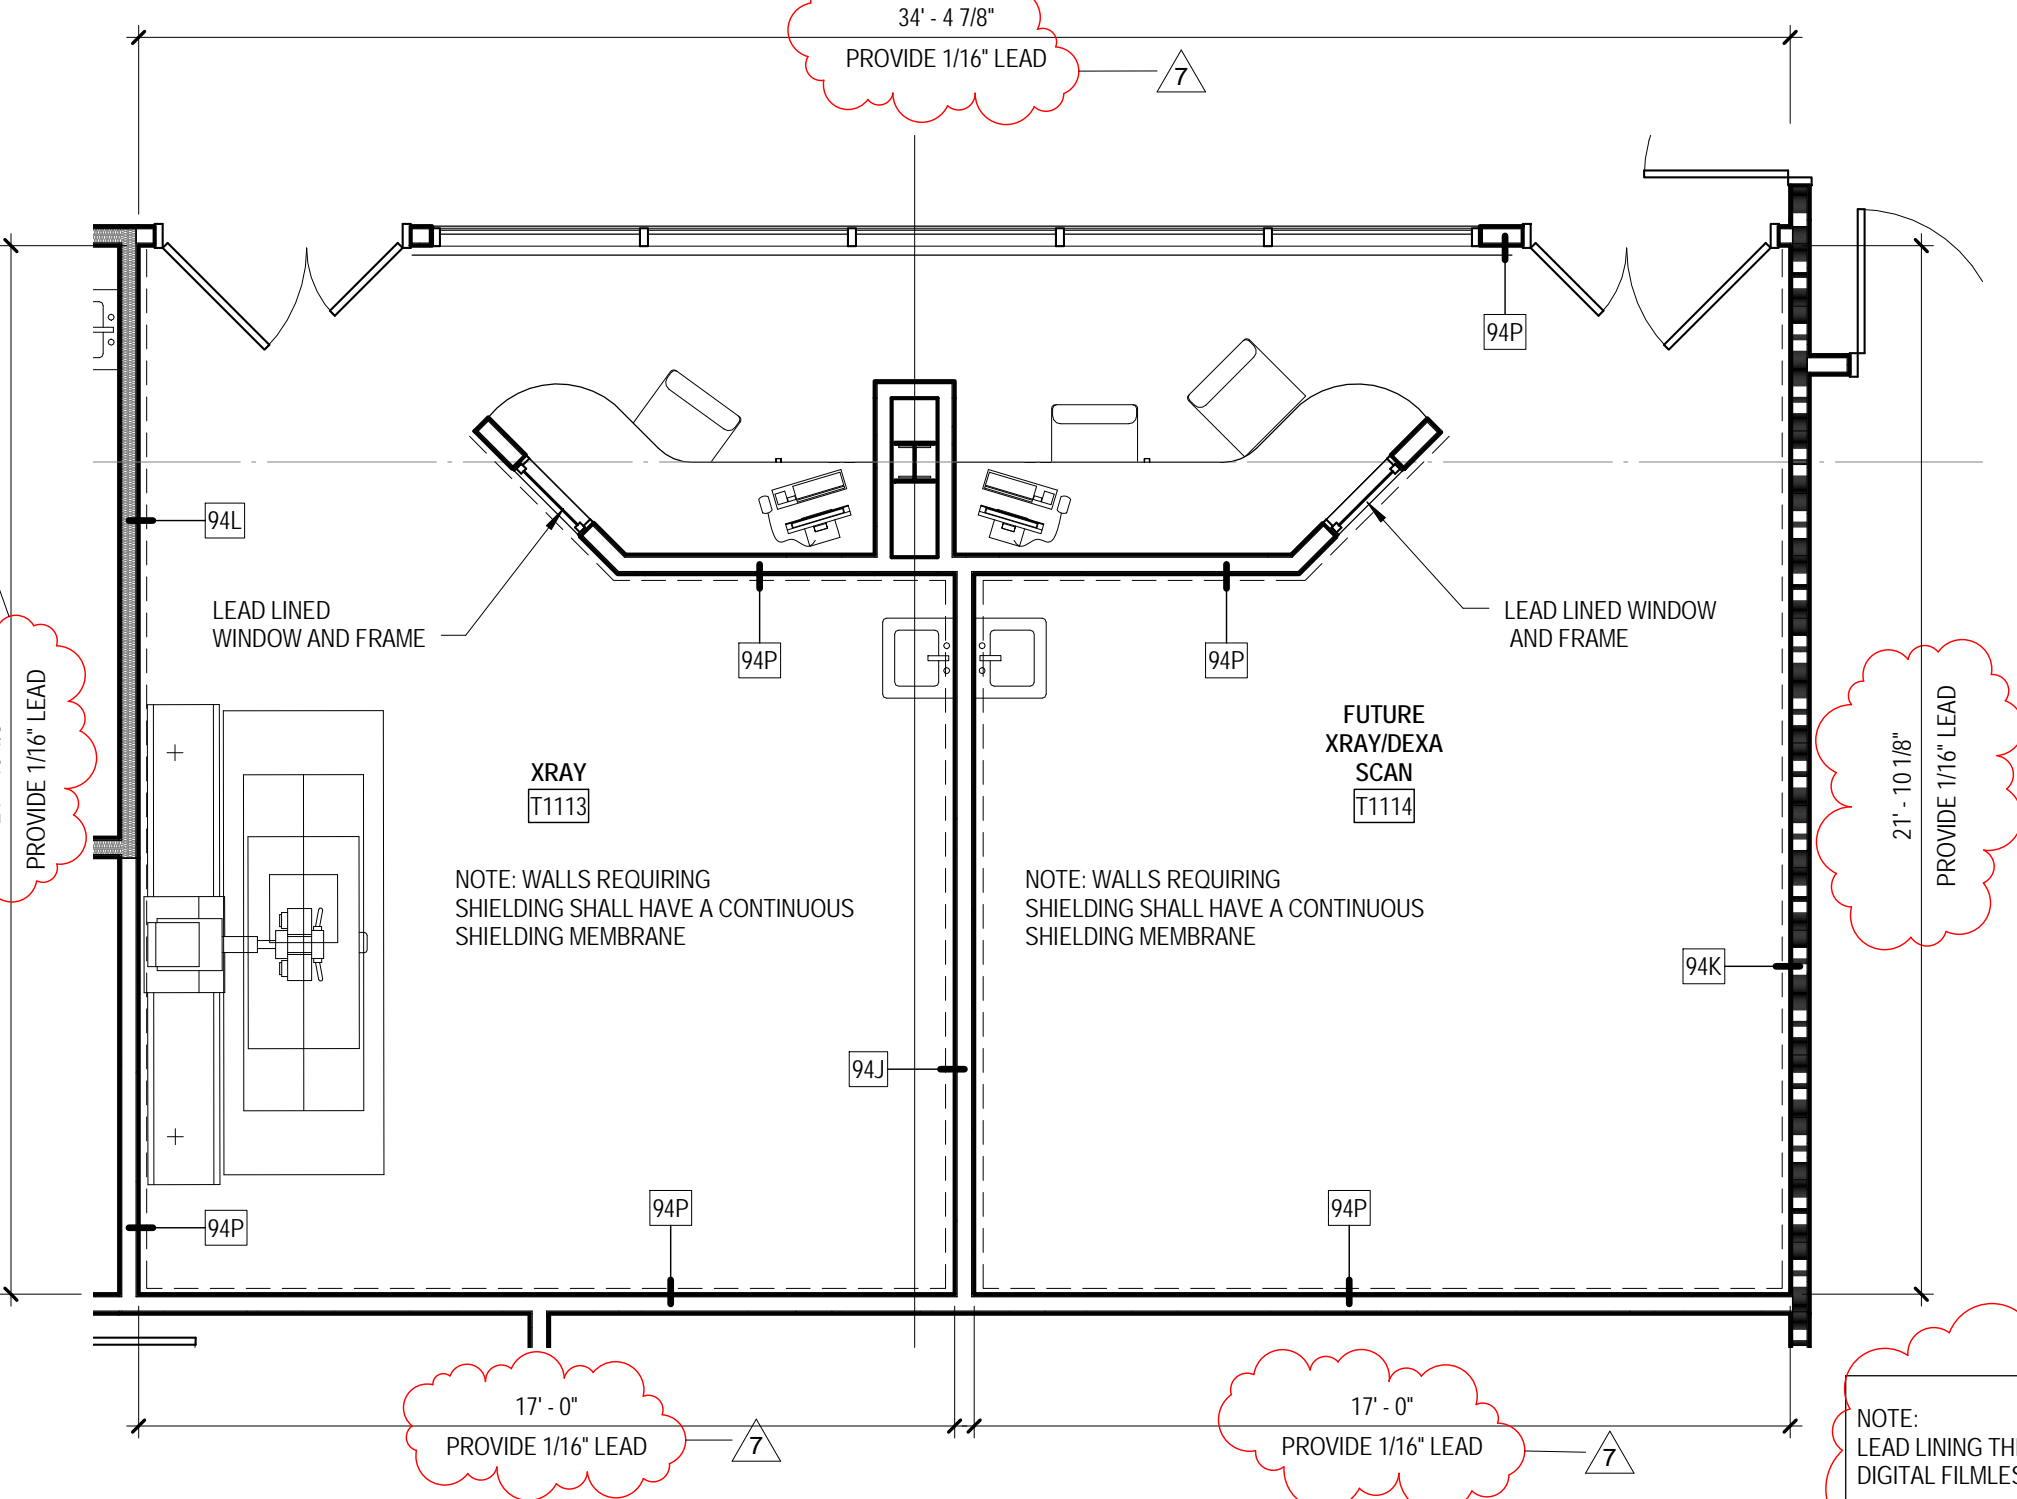 34' - 4 7/8"
PROVIDE 1/16" LEAD
7
94P
94L
LEAD LINED
WINDOW AND FRAME
94P
94P
LEAD LINED WINDOW
AND FRAME
PROVIDE 1/16" LEAD
XRAY
T1113
FUTURE
XRAY/DEXA
SCAN
T1114
21' - 10 1/8"
PROVIDE 1/16" LEAD
NOTE: WALLS REQUIRING
SHIELDING SHALL HAVE A CONTINUOUS
SHIELDING MEMBRANE
NOTE: WALLS REQUIRING
SHIELDING SHALL HAVE A CONTINUOUS
SHIELDING MEMBRANE
94K
94J
94P
94P
94P
17' - 0"
PROVIDE 1/16" LEAD
7
17' - 0"
PROVIDE 1/16" LEAD
7
NOTE:
LEAD LINING
DIGITAL